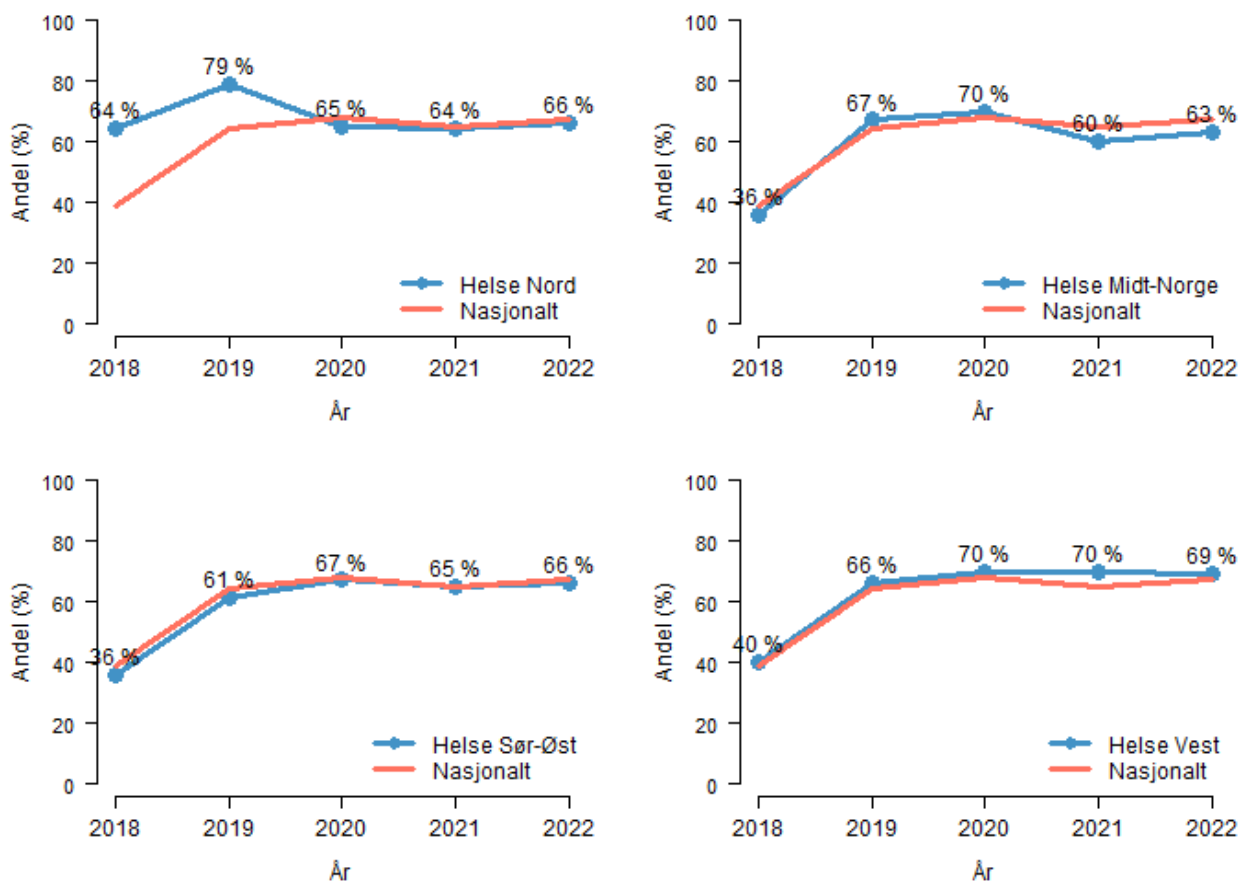 100
80
60
40
20
0
Andel (%)
64 %
79 %
65 %
64 %
66 %
Helse Nord
Nasjonalt
2018 2019 2020 2021 2022
År
100
80
60
40
20
0
Andel (%)
36 %
67 %
70 %
60 %
63 %
Helse Midt-Norge
Nasjonalt
2018 2019 2020 2021 2022
År
100
80
60
40
20
0
Andel (%)
36 %
61 %
67 %
65 %
66 %
Helse Sør-Øst
Nasjonalt
2018 2019 2020 2021 2022
År
100
80
60
40
20
0
Andel (%)
40 %
66 %
70 %
70 %
69 %
Helse Vest
Nasjonalt
2018 2019 2020 2021 2022
År